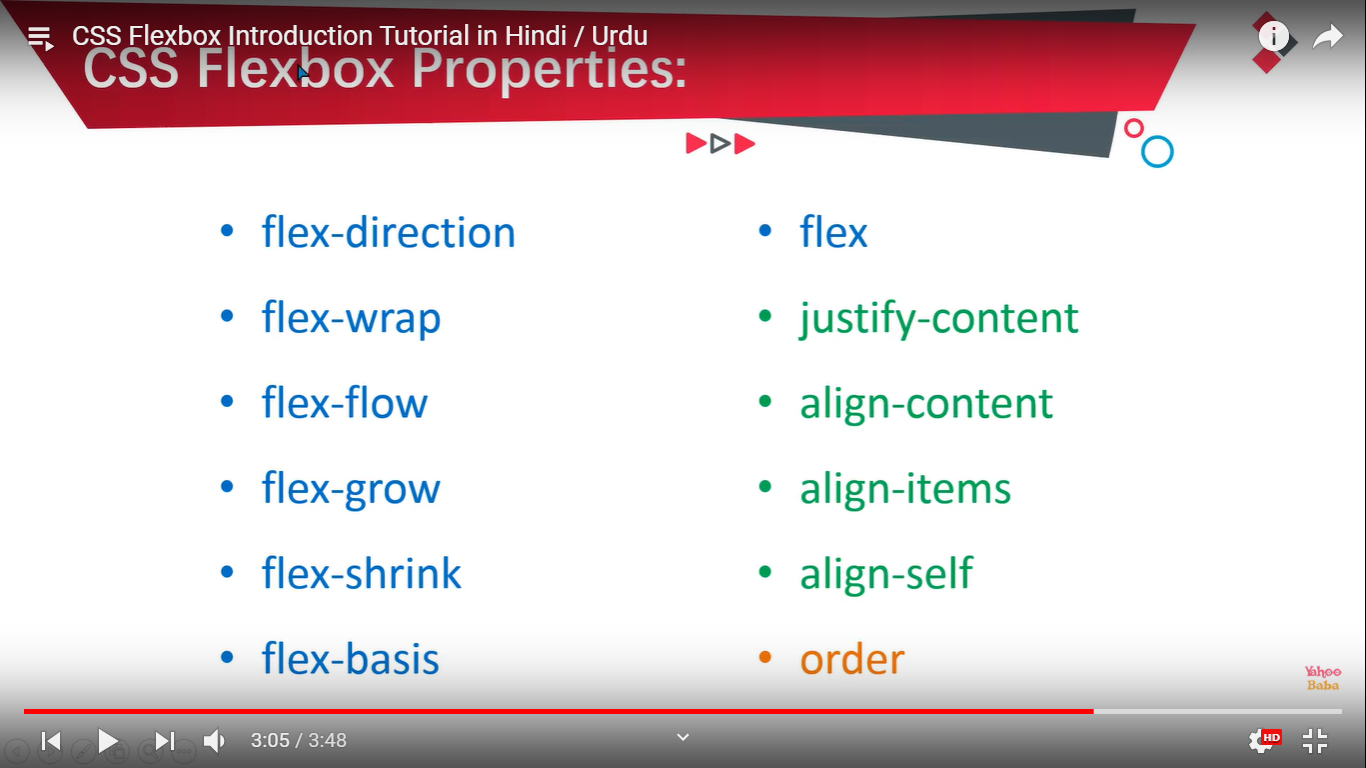 CSS Flexbox Introduction Tutorial in Hindi / Urdu
CSS Flexbox Properties:
• flex-direction
• flex-wrap
• flex-flow
• flex-grow
• flex-shrink
• flex-basis
• flex
• justify-content
• align-content
• align-items
• align-self
• order
Yahoo
Baba
3:05 / 3:48
HD